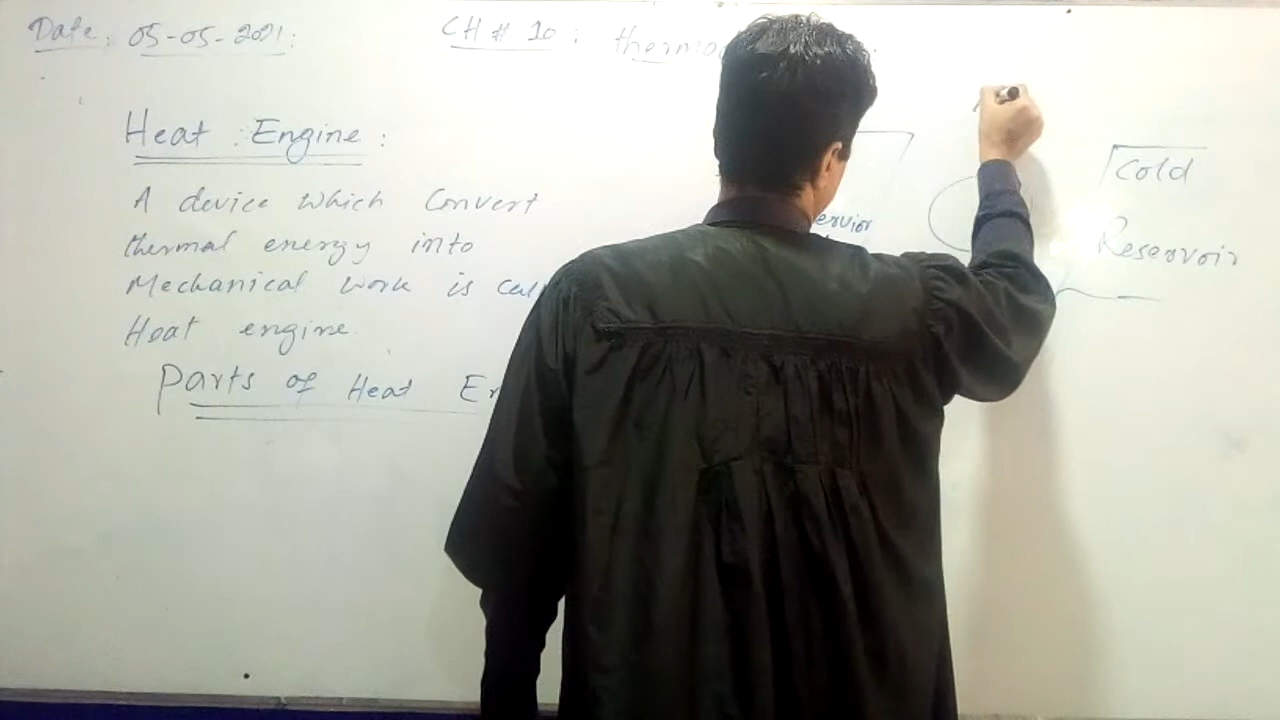 Date: 05-05-2021:
CH # 10: thermo
Heat Engine:
A device which Convert
thermal energy into
Mechanical work is
Heat engine.
Parts of Heat
ervior
Cold
Reservoir